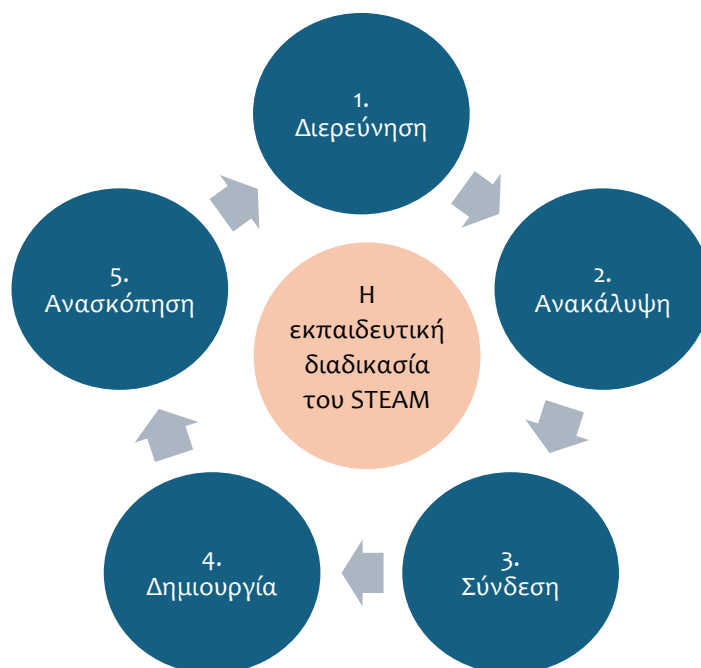 1.
Διερεύνηση
2.
Ανακάλυψη
3.
Σύνδεση
4.
Δημιουργία
5.
Ανασκόπηση
Η
εκπαιδευτική
διαδικασία
του STEAM